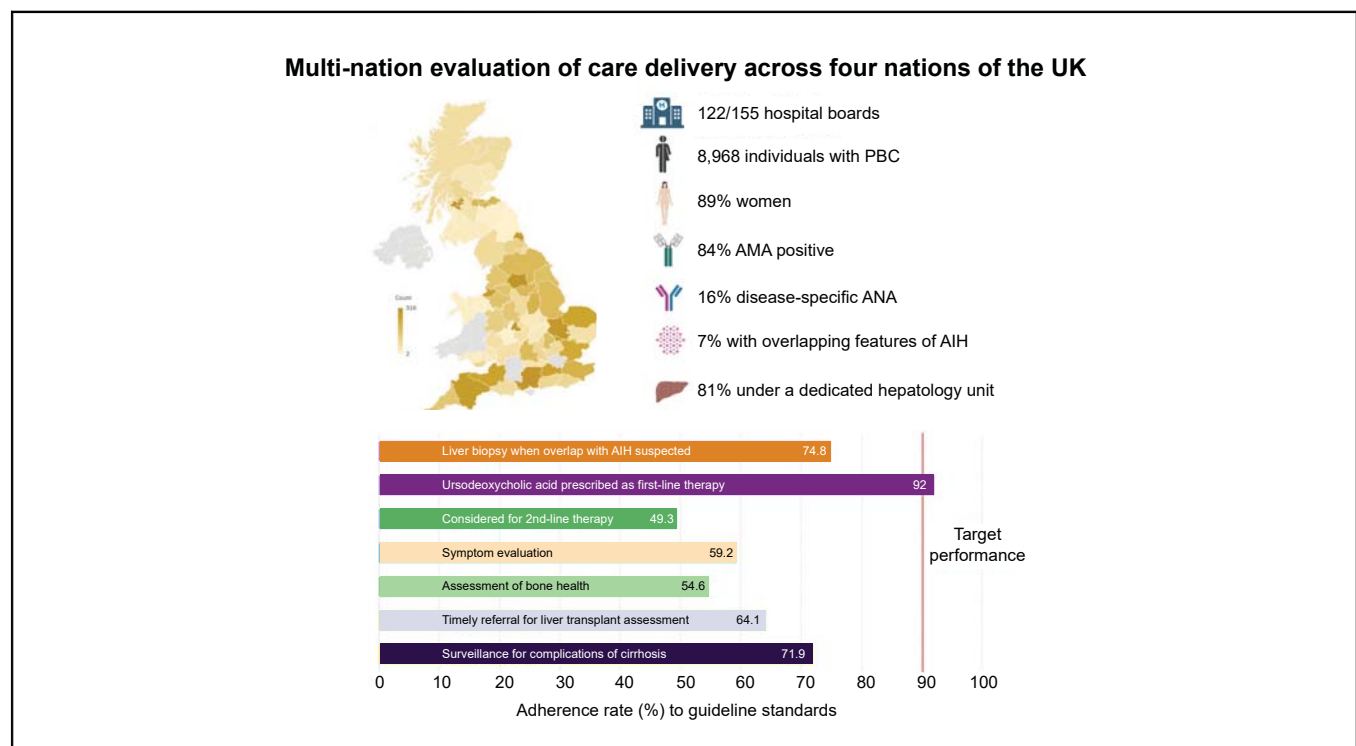 Multi-nation evaluation of care delivery across four nations of the UK
H
122/155 hospital boards
8,968 individuals with PBC
89% women
84% AMA positive
16% disease-specific ANA
7% with overlapping features of AIH
81% under a dedicated hepatology unit
Count
2
Liver biopsy when overlap with AIH suspected 74.8
Ursodeoxycholic acid prescribed as first-line therapy 92
Considered for 2nd-line therapy 49.3
Symptom evaluation 59.2
Assessment of bone health 54.6
Timely referral for liver transplant assessment 64.1
Surveillance for complications of cirrhosis 71.9
Target
performance
0 10 20 30 40 50 60 70 80 90 100
Adherence rate (%) to guideline standards